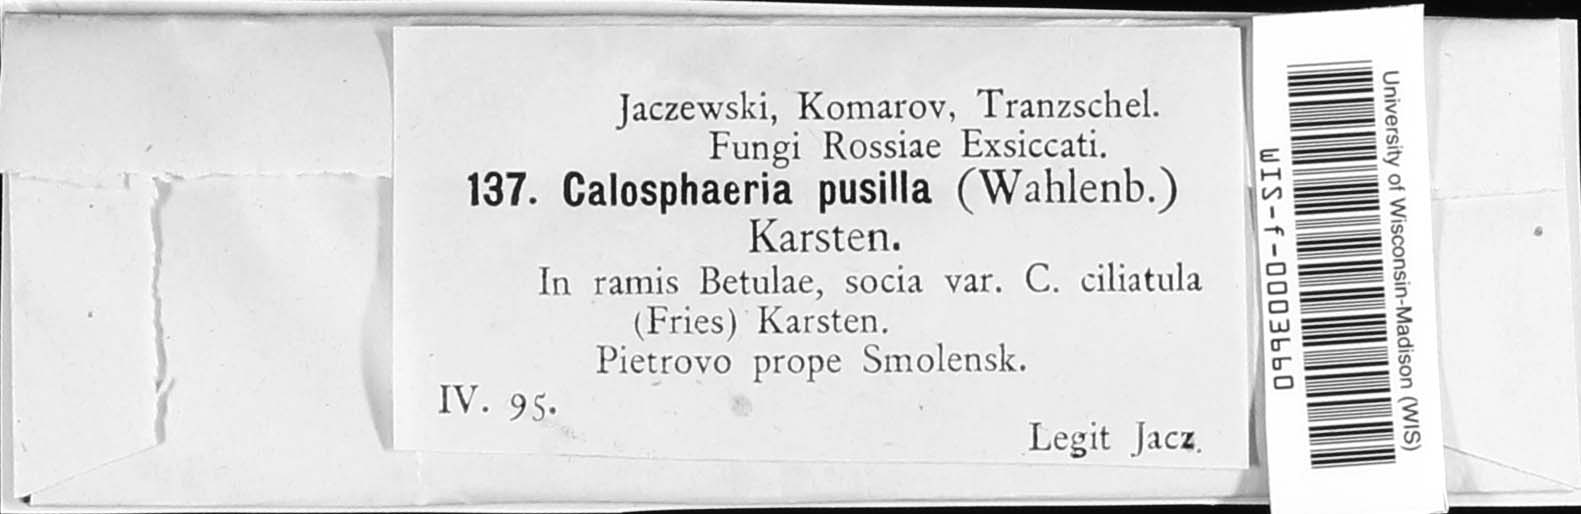 Jaczewski, Komarov, Tranzschel.
Fungi Rossiae Exsiccati.
137. Calosphaeria pusilla (Wahlenb.)
Karsten.
In ramis Betulae, socia var. C. ciliatula
(Fries) Karsten.
Pietrovo prope Smolensk.
IV. 95.
Legit Jacz.
University of Wisconsin-Madison (WIS)
WIS-f-0003660